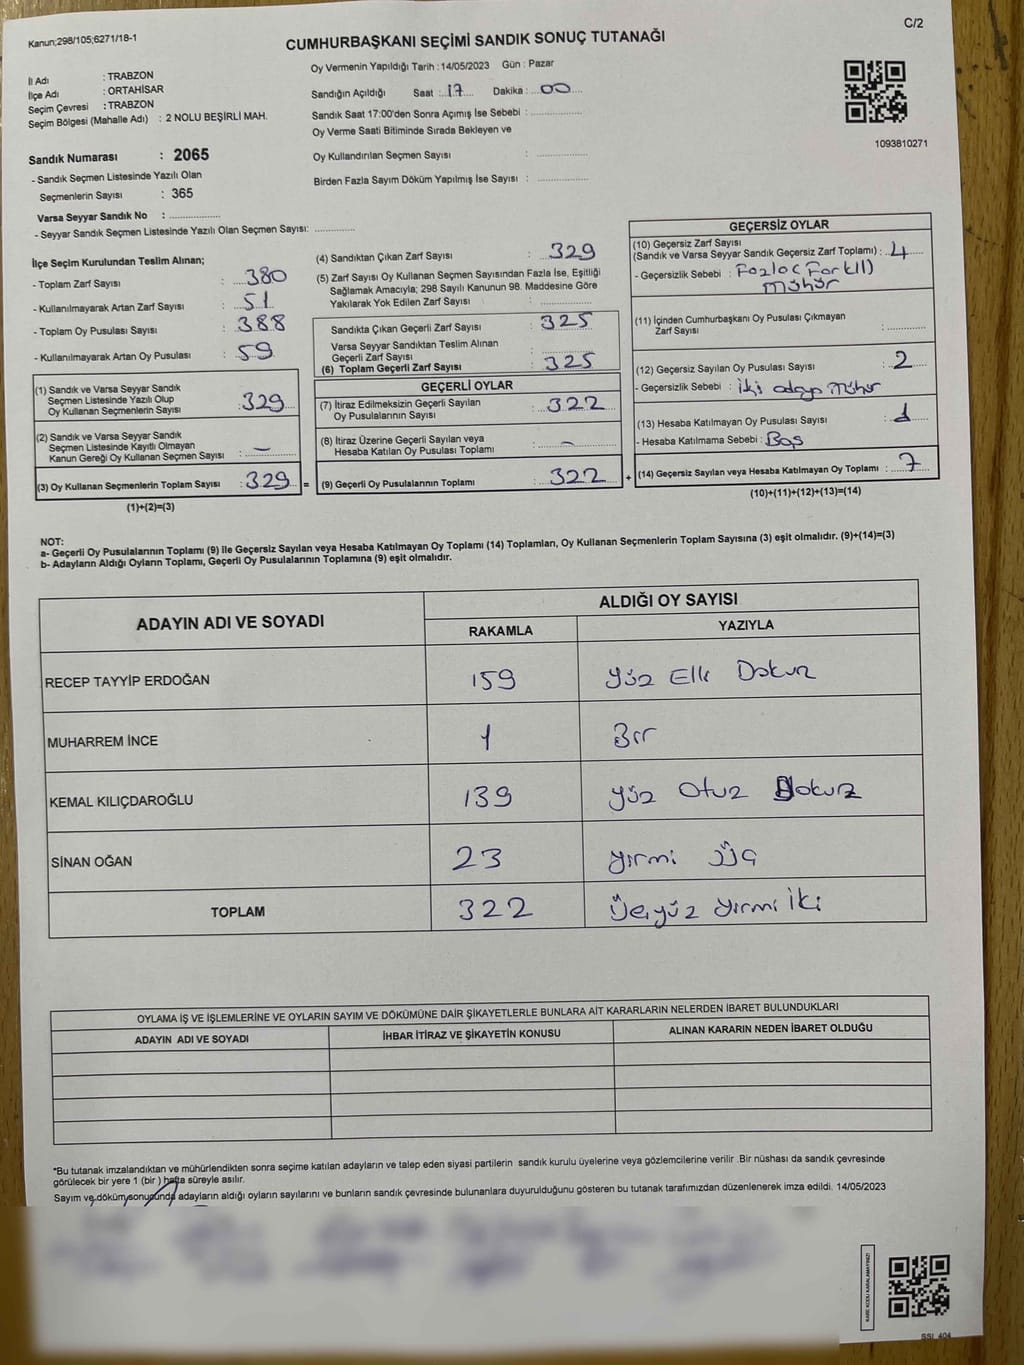 Kanun;298/105;6271/18-1
C/2
CUMHURBAŞKANI SEÇİMİ SANDIK SONUÇ TUTANAĞI
İl Adı : TRABZON
İlçe Adı : ORTAHİSAR
Seçim Çevresi : TRABZON
Seçim Bölgesi (Mahalle Adı) : 2 NOLU BEŞİRLİ MAH.
Sandık Numarası : 2065
- Sandık Seçmen Listesinde Yazılı Olan
Seçmenlerin Sayısı : 365
Varsa Seyyar Sandık No : ..................
- Seyyar Sandık Seçmen Listesinde Yazılı Olan Seçmen Sayısı: ..............
Oy Vermenin Yapıldığı Tarih : 14/05/2023 Gün : Pazar
Sandığın Açıldığı Saat : 17 Dakika : 00
Sandık Saat 17:00'den Sonra Açımış İse Sebebi : ..................
Oy Verme Saati Bitiminde Sırada Bekleyen ve
Oy Kullandırılan Seçmen Sayısı : ..................
Birden Fazla Sayım Döküm Yapılmış İse Sayısı : ..................
1093810271
İlçe Seçim Kurulundan Teslim Alınan;
- Toplam Zarf Sayısı : 380
- Kullanılmayarak Artan Zarf Sayısı : 51
- Toplam Oy Pusulası Sayısı : 388
- Kullanılmayarak Artan Oy Pusulası : 59
(1) Sandık ve Varsa Seyyar Sandık
Seçmen Listesinde Yazılı Olup
Oy Kullanan Seçmenlerin Sayısı : 329
(2) Sandık ve Varsa Seyyar Sandık
Seçmen Listesinde Kayıtlı Olmayan
Kanun Gereği Oy Kullanan Seçmen Sayısı : —
(3) Oy Kullanan Seçmenlerin Toplam Sayısı : 329 =
(1)+(2)=(3)
(4) Sandıktan Çıkan Zarf Sayısı : 329
(5) Zarf Sayısı Oy Kullanan Seçmen Sayısından Fazla İse, Eşitliği
Sağlamak Amacıyla; 298 Sayılı Kanunun 98. Maddesine Göre
Yakılarak Yok Edilen Zarf Sayısı : ..................
Sandıkta Çıkan Geçerli Zarf Sayısı : 325
Varsa Seyyar Sandıktan Teslim Alınan
Geçerli Zarf Sayısı : ..................
(6) Toplam Geçerli Zarf Sayısı : 325
GEÇERLİ OYLAR
(7) İtiraz Edilmeksizin Geçerli Sayılan
Oy Pusulalarının Sayısı : 322
(8) İtiraz Üzerine Geçerli Sayılan veya
Hesaba Katılan Oy Pusulası Toplamı : —
(9) Geçerli Oy Pusulalarının Toplamı : 322 +
GEÇERSİZ OYLAR
(10) Geçersiz Zarf Sayısı
(Sandık ve Varsa Seyyar Sandık Geçersiz Zarf Toplamı) : 4
- Geçersizlik Sebebi : Fazla
mühür
(11) İçinden Cumhurbaşkanı Oy Pusulası Çıkmayan
Zarf Sayısı : ............
(12) Geçersiz Sayılan Oy Pusulası Sayısı : 2
- Geçersizlik Sebebi : iki aday mühür
(13) Hesaba Katılmayan Oy Pusulası Sayısı : 1
- Hesaba Katılmama Sebebi : Boş
(14) Geçersiz Sayılan veya Hesaba Katılmayan Oy Toplamı : 7
(10)+(11)+(12)+(13)=(14)
NOT:
a- Geçerli Oy Pusulalarının Toplamı (9) ile Geçersiz Sayılan veya Hesaba Katılmayan Oy Toplamı (14) Toplamları, Oy Kullanan Seçmenlerin Toplam Sayısına (3) eşit olmalıdır. (9)+(14)=(3)
b- Adayların Aldığı Oyların Toplamı, Geçerli Oy Pusulalarının Toplamına (9) eşit olmalıdır.
ADAYIN ADI VE SOYADI ALDIĞI OY SAYISI
RAKAMLA YAZIYLA
RECEP TAYYİP ERDOĞAN 159 Yüz Elli Dokuz
MUHARREM İNCE 1 Bir
KEMAL KILIÇDAROĞLU 139 Yüz Otuz Dokuz
SİNAN OĞAN 23 Yirmi Üç
TOPLAM 322 Üçyüz Yirmi İki
OYLAMA İŞ VE İŞLEMLERİNE VE OYLARIN SAYIM VE DÖKÜMÜNE DAİR ŞİKAYETLERLE BUNLARA AİT KARARLARIN NELERDEN İBARET BULUNDUKLARI
ADAYIN ADI VE SOYADI İHBAR İTİRAZ VE ŞİKAYETİN KONUSU ALINAN KARARIN NEDEN İBARET OLDUĞU
*Bu tutanak imzalandıktan ve mühürlendikten sonra seçime katılan adayların ve talep eden siyasi partilerin sandık kurulu üyelerine veya gözlemcilerine verilir .Bir nüshası da sandık çevresinde
görülecek bir yere 1 (bir ) hafta süreyle asılır.
Sayım ve dökümsonucunda adayların aldığı oyların sayılarını ve bunların sandık çevresinde bulunanlara duyurulduğunu gösteren bu tutanak tarafımızdan düzenlenerek imza edildi. 14/05/2023
KARE KODU KARALAMAYINIZ!
SSI_404